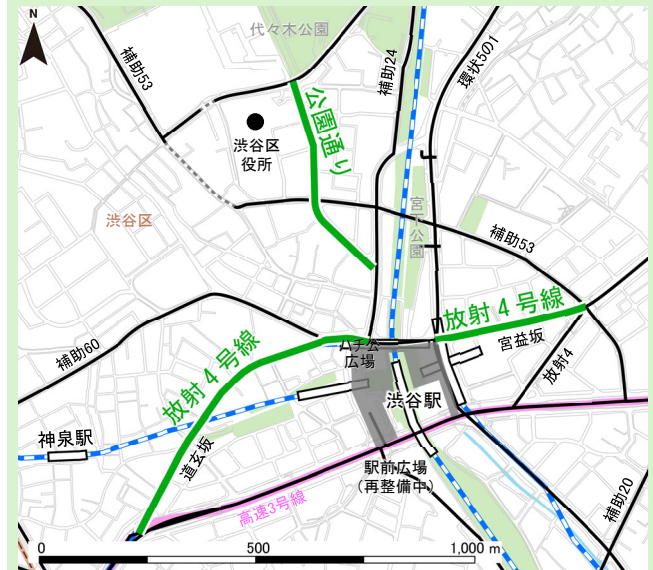 N
代々木公園
補助53
補助24
環状5の1
公園通り
渋谷区
役所
渋谷区
宮下公園
補助53
放射4号線
宮益坂
放射4
補助60
放射4号線
ハチ公
広場
渋谷駅
神泉駅
道玄坂
駅前広場
(再整備中)
高速3号線
補助20
0
500
1,000 m